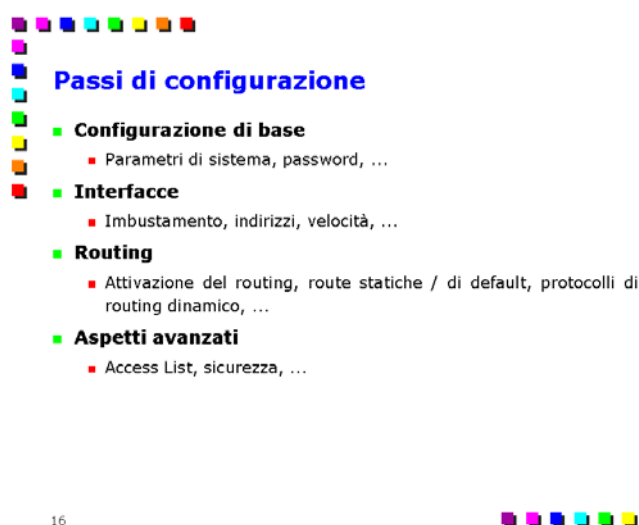 Passi di configurazione
Configurazione di base
Parametri di sistema, password, ...
Interfacce
Imbustamento, indirizzi, velocità, ...
Routing
Attivazione del routing, route statiche / di default, protocolli di
routing dinamico, ...
Aspetti avanzati
Access List, sicurezza, ...
16